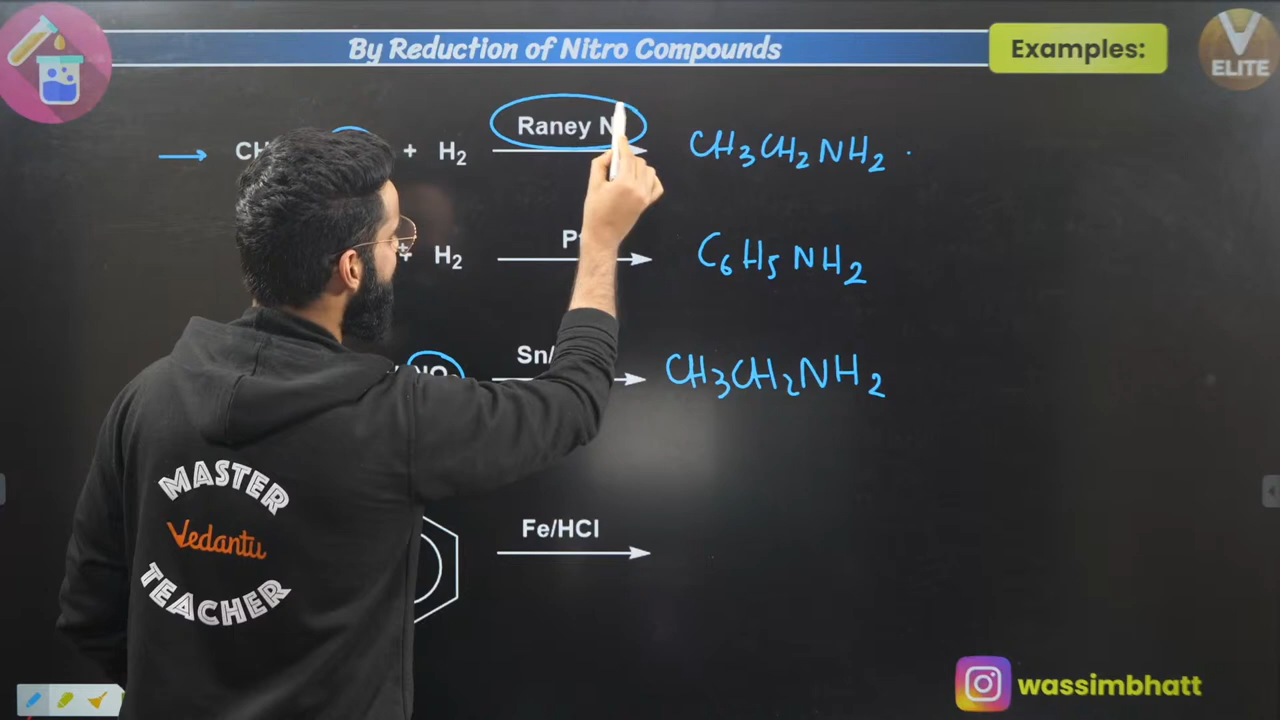 By Reduction of Nitro Compounds
Examples:
V
ELITE
CH + H₂ Raney N CH₃CH₂NH₂
+ H₂ P C₆H₅NH₂
NO₂ Sn/ CH₃CH₂NH₂
Fe/HCl
MASTER
Vedantu
TEACHER
wassimbhatt